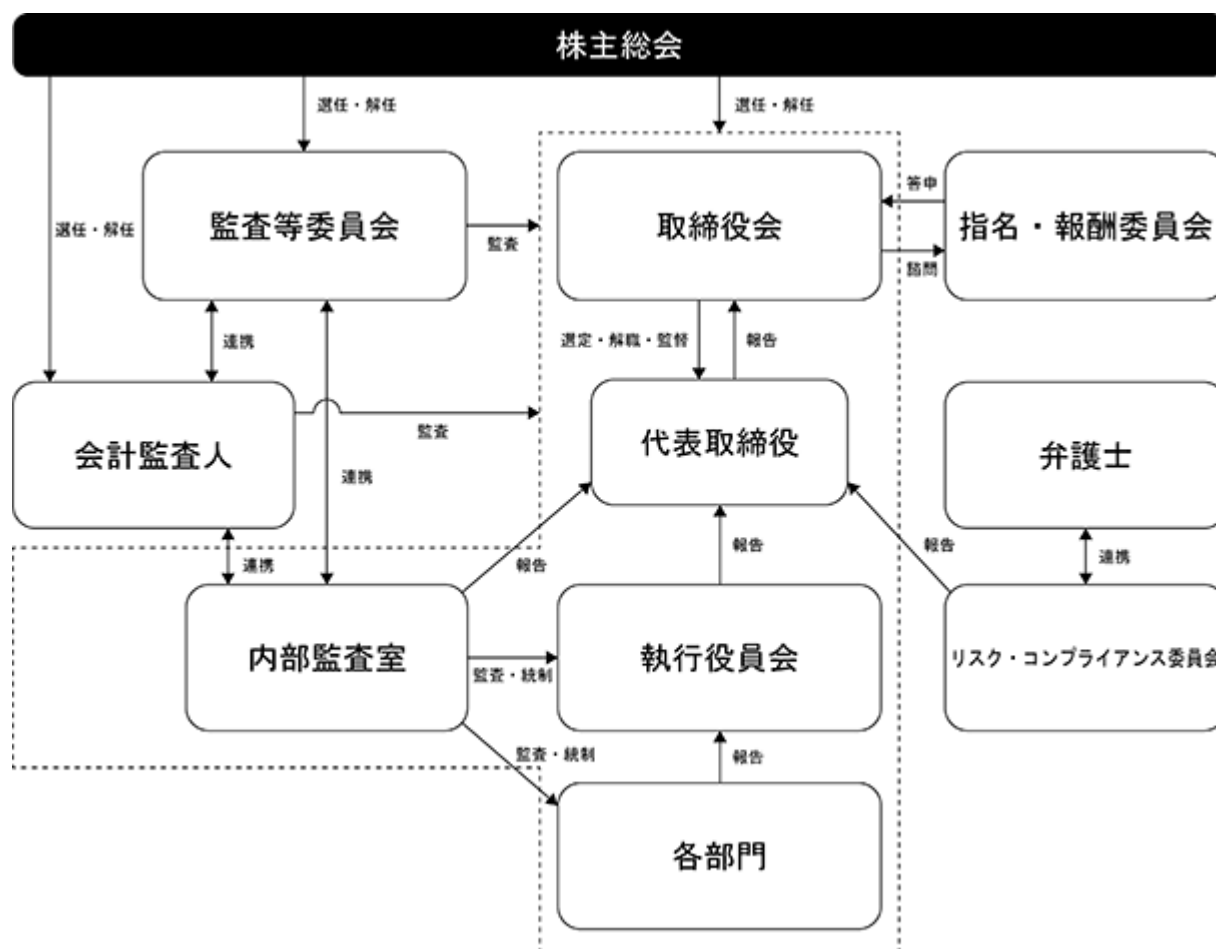 株主総会
選任・解任
選任・解任
選任・解任
監査等委員会
監査
取締役会
答申
諮問
指名・報酬委員会
連携
選定・解職・監督
報告
会計監査人
監査
連携
代表取締役
弁護士
連携
報告
報告
報告
連携
内部監査室
監査・統制
執行役員会
リスク・コンプライアンス委員会
監査・統制
報告
各部門